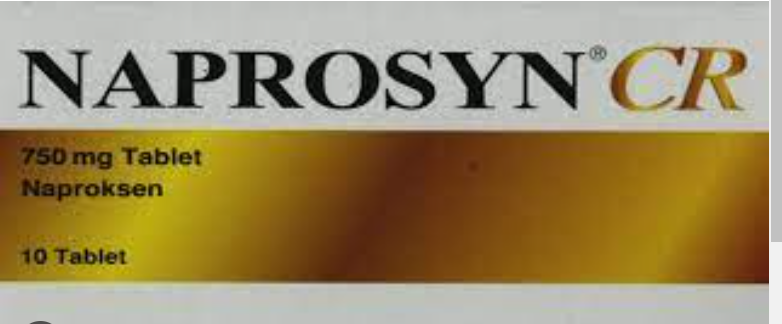 NAPROSYN® CR
750 mg Tablet
Naproksen
10 Tablet